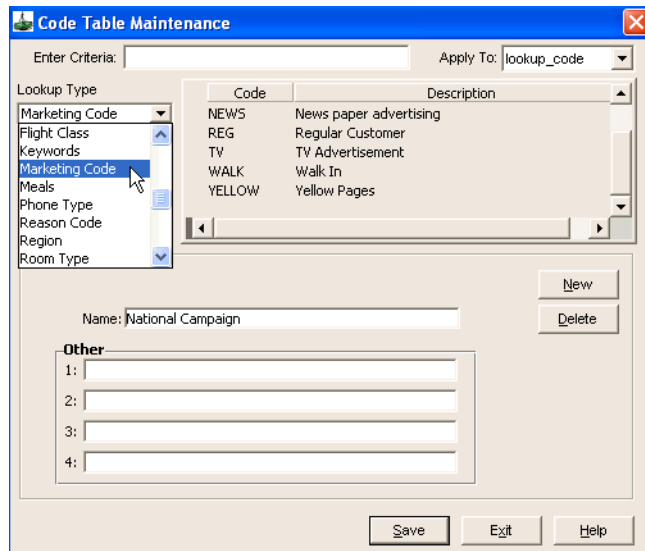 Code Table Maintenance
Enter Criteria:
Apply To: lookup_code
Lookup Type
Marketing Code
Flight Class
Keywords
Marketing Code
Meals
Phone Type
Reason Code
Region
Room Type
Code Description
NEWS News paper advertising
REG Regular Customer
TV TV Advertisement
WALK Walk In
YELLOW Yellow Pages
New
Name: National Campaign
Delete
Other
1:
2:
3:
4:
Save Exit Help